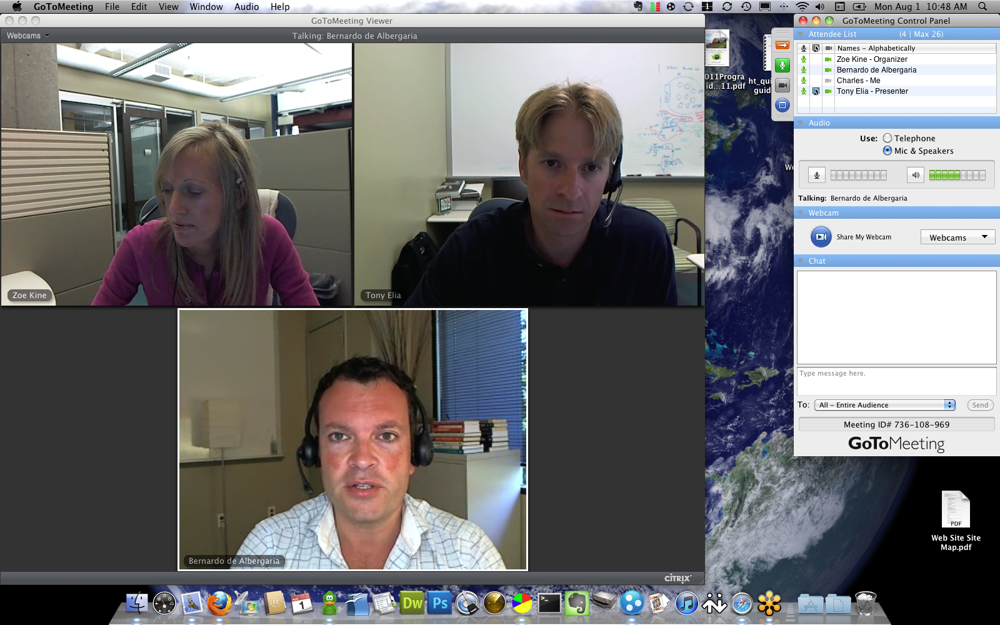 GoToMeeting File Edit View Window Audio Help
1 Mon Aug 1 10:48 AM
GoToMeeting Viewer
Webcams
Talking: Bernardo de Albergaria
Zoe Kine
Tony Elia
Bernardo de Albergaria
CITRIX
011Progra
id...11.pdf
ht_qui
guid
We
GoToMeeting Control Panel
Attendee List (4 | Max 26)
Names - Alphabetically
Zoe Kine - Organizer
Bernardo de Albergaria
Charles - Me
Tony Elia - Presenter
Audio
Use: Telephone
Mic & Speakers
Talking: Bernardo de Albergaria
Webcam
Share My Webcam
Webcams
Chat
Type message here.
To: All - Entire Audience
Send
Meeting ID# 736-108-969
GoToMeeting
PDF
Web Site Site
Map.pdf
AUG
1
Dw
Ps